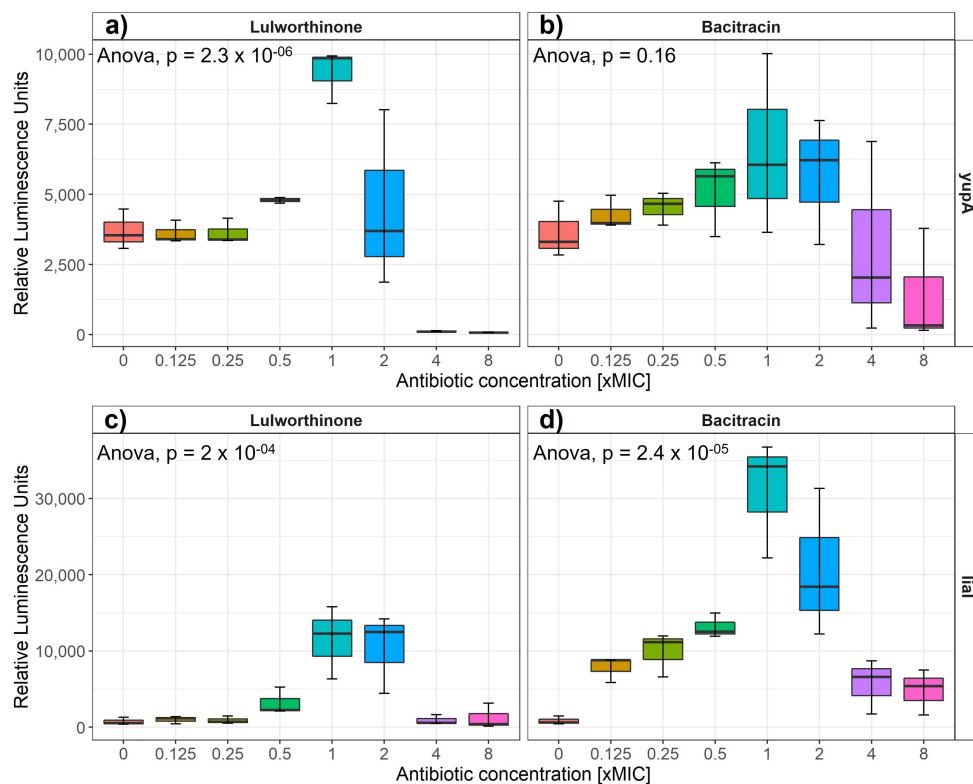 a) Lulworthinone
b) Bacitracin
Anova, p = 2.3 x 10⁻⁰⁶
Anova, p = 0.16
Relative Luminescence Units
10,000
7,500
5,000
2,500
0
yupA
0 0.125 0.25 0.5 1 2 4 8
0 0.125 0.25 0.5 1 2 4 8
Antibiotic concentration [xMIC]
c) Lulworthinone
d) Bacitracin
Anova, p = 2 x 10⁻⁰⁴
Anova, p = 2.4 x 10⁻⁰⁵
Relative Luminescence Units
30,000
20,000
10,000
0
liaI
0 0.125 0.25 0.5 1 2 4 8
0 0.125 0.25 0.5 1 2 4 8
Antibiotic concentration [xMIC]